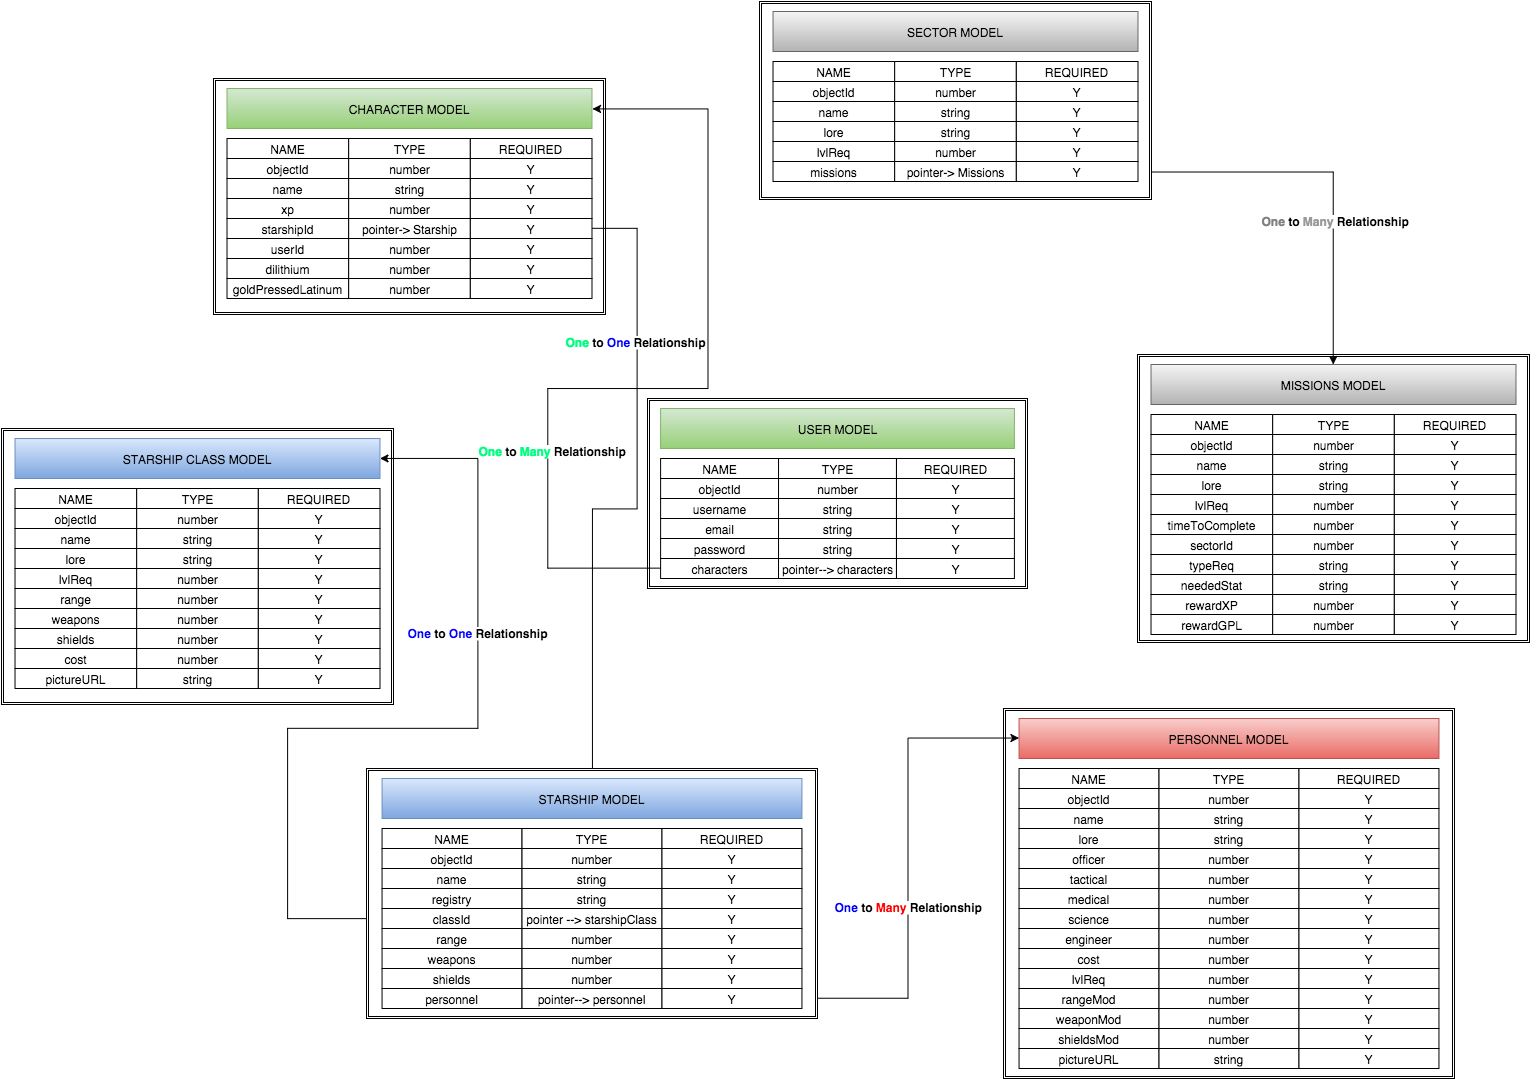 SECTOR MODEL
NAME TYPE REQUIRED
objectId number Y
name string Y
lore string Y
lvlReq number Y
missions pointer-> Missions Y
CHARACTER MODEL
NAME TYPE REQUIRED
objectId number Y
name string Y
xp number Y
starshipId pointer-> Starship Y
userId number Y
dilithium number Y
goldPressedLatinum number Y
One to Many Relationship
One to One Relationship
MISSIONS MODEL
NAME TYPE REQUIRED
objectId number Y
name string Y
lore string Y
lvlReq number Y
timeToComplete number Y
sectorId number Y
typeReq string Y
neededStat string Y
rewardXP number Y
rewardGPL number Y
USER MODEL
NAME TYPE REQUIRED
objectId number Y
username string Y
email string Y
password string Y
characters pointer--> characters Y
One to Many Relationship
STARSHIP CLASS MODEL
NAME TYPE REQUIRED
objectId number Y
name string Y
lore string Y
lvlReq number Y
range number Y
weapons number Y
shields number Y
cost number Y
pictureURL string Y
One to One Relationship
STARSHIP MODEL
NAME TYPE REQUIRED
objectId number Y
name string Y
registry string Y
classId pointer --> starshipClass Y
range number Y
weapons number Y
shields number Y
personnel pointer--> personnel Y
One to Many Relationship
PERSONNEL MODEL
NAME TYPE REQUIRED
objectId number Y
name string Y
lore string Y
officer number Y
tactical number Y
medical number Y
science number Y
engineer number Y
cost number Y
lvlReq number Y
rangeMod number Y
weaponMod number Y
shieldsMod number Y
pictureURL string Y